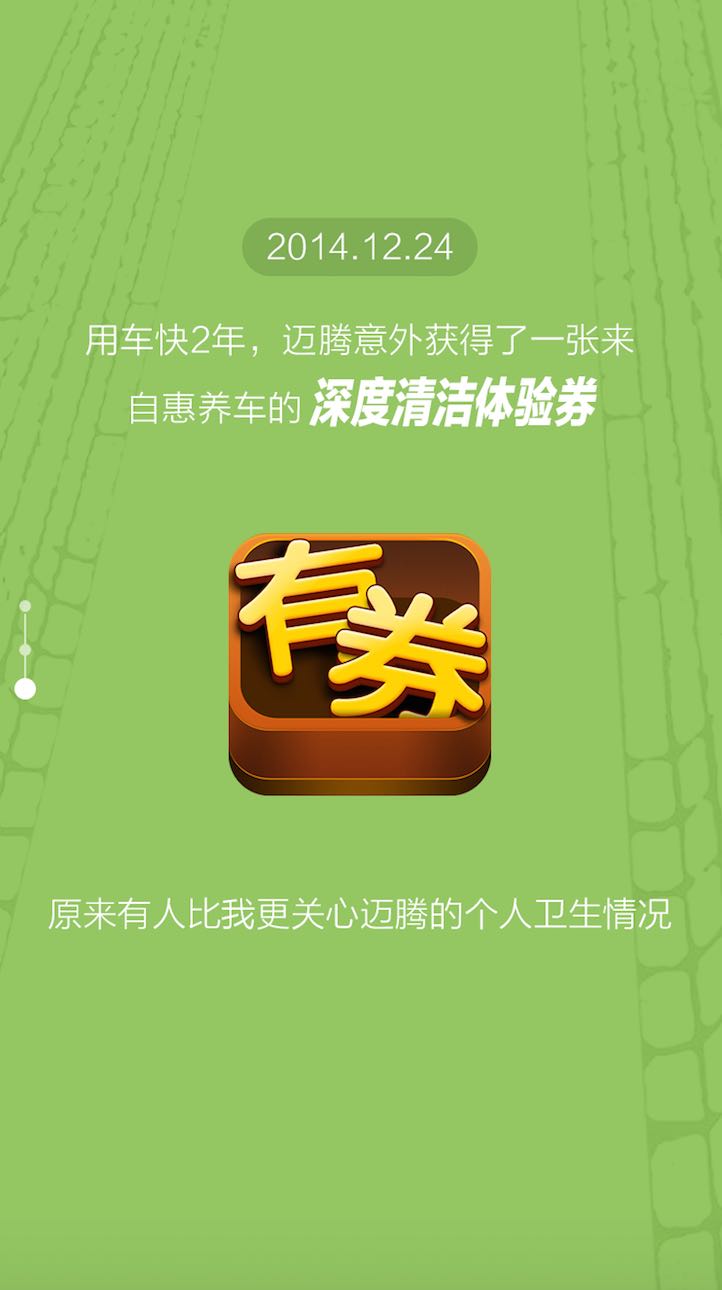 2014.12.24
用车快2年，迈腾意外获得了一张来
自惠养车的 深度清洁体验券
有券
原来有人比我更关心迈腾的个人卫生情况